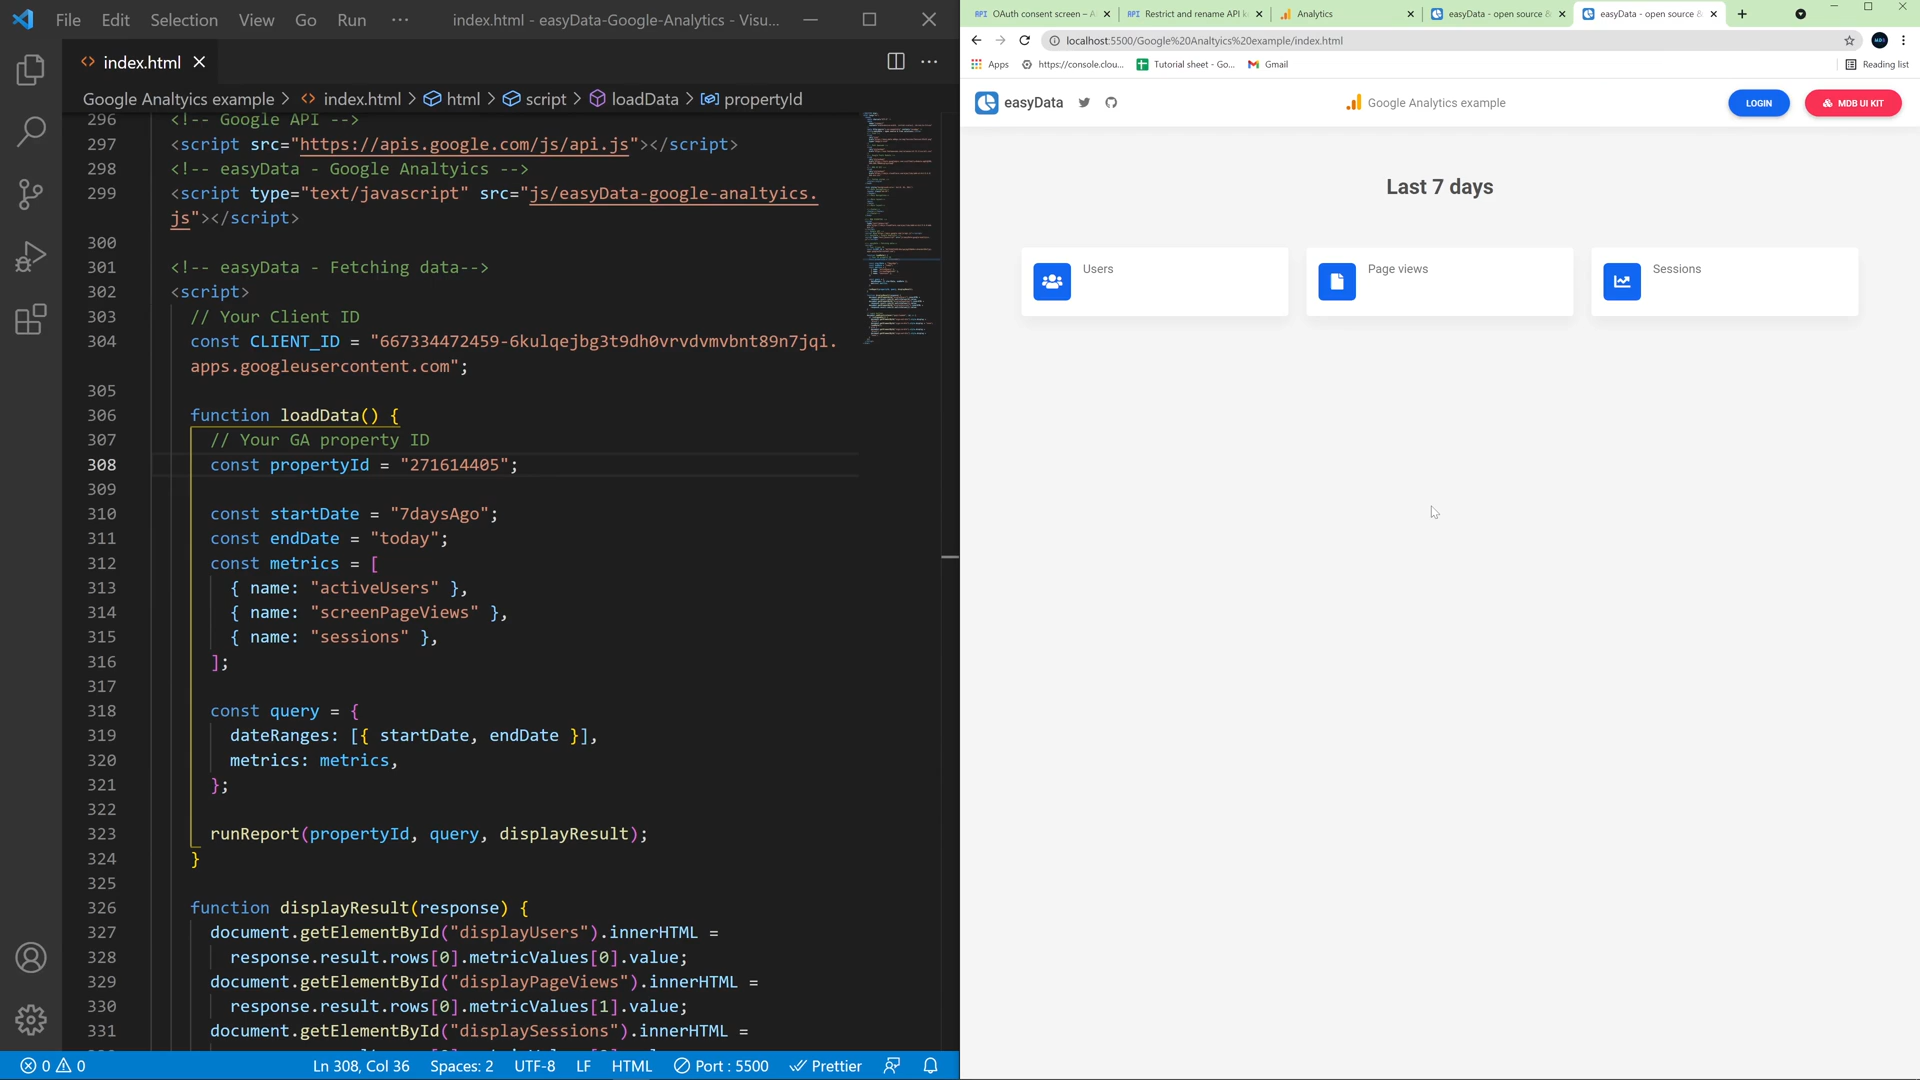 File Edit Selection View Go Run ··· index.html - easyData-Google-Analytics - Visu...
index.html
Google Analtyics example > index.html > html > script > loadData > propertyId
296 <!-- Google API -->
297 <script src="https://apis.google.com/js/api.js"></script>
298 <!-- easyData - Google Analtyics -->
299 <script type="text/javascript" src="js/easyData-google-analtyics.
js"></script>
300
301 <!-- easyData - Fetching data-->
302 <script>
303 // Your Client ID
304 const CLIENT_ID = "667334472459-6kulqejbg3t9dh0vrvdvmvbnt89n7jqi.
apps.googleusercontent.com";
305
306 function loadData() {
307 // Your GA property ID
308 const propertyId = "271614405";
309
310 const startDate = "7daysAgo";
311 const endDate = "today";
312 const metrics = [
313 { name: "activeUsers" },
314 { name: "screenPageViews" },
315 { name: "sessions" },
316 ];
317
318 const query = {
319 dateRanges: [{ startDate, endDate }],
320 metrics: metrics,
321 };
322
323 runReport(propertyId, query, displayResult);
324 }
325
326 function displayResult(response) {
327 document.getElementById("displayUsers").innerHTML =
328 response.result.rows[0].metricValues[0].value;
329 document.getElementById("displayPageViews").innerHTML =
330 response.result.rows[0].metricValues[1].value;
331 document.getElementById("displaySessions").innerHTML =
0 0 Ln 308, Col 36 Spaces: 2 UTF-8 LF HTML Port : 5500 Prettier
API OAuth consent screen – A API Restrict and rename API k Analytics easyData - open source & easyData - open source &
localhost:5500/Google%20Analtyics%20example/index.html
Apps https://console.clou... Tutorial sheet - Go... Gmail Reading list
easyData Google Analytics example LOGIN MDB UI KIT
Last 7 days
Users Page views Sessions